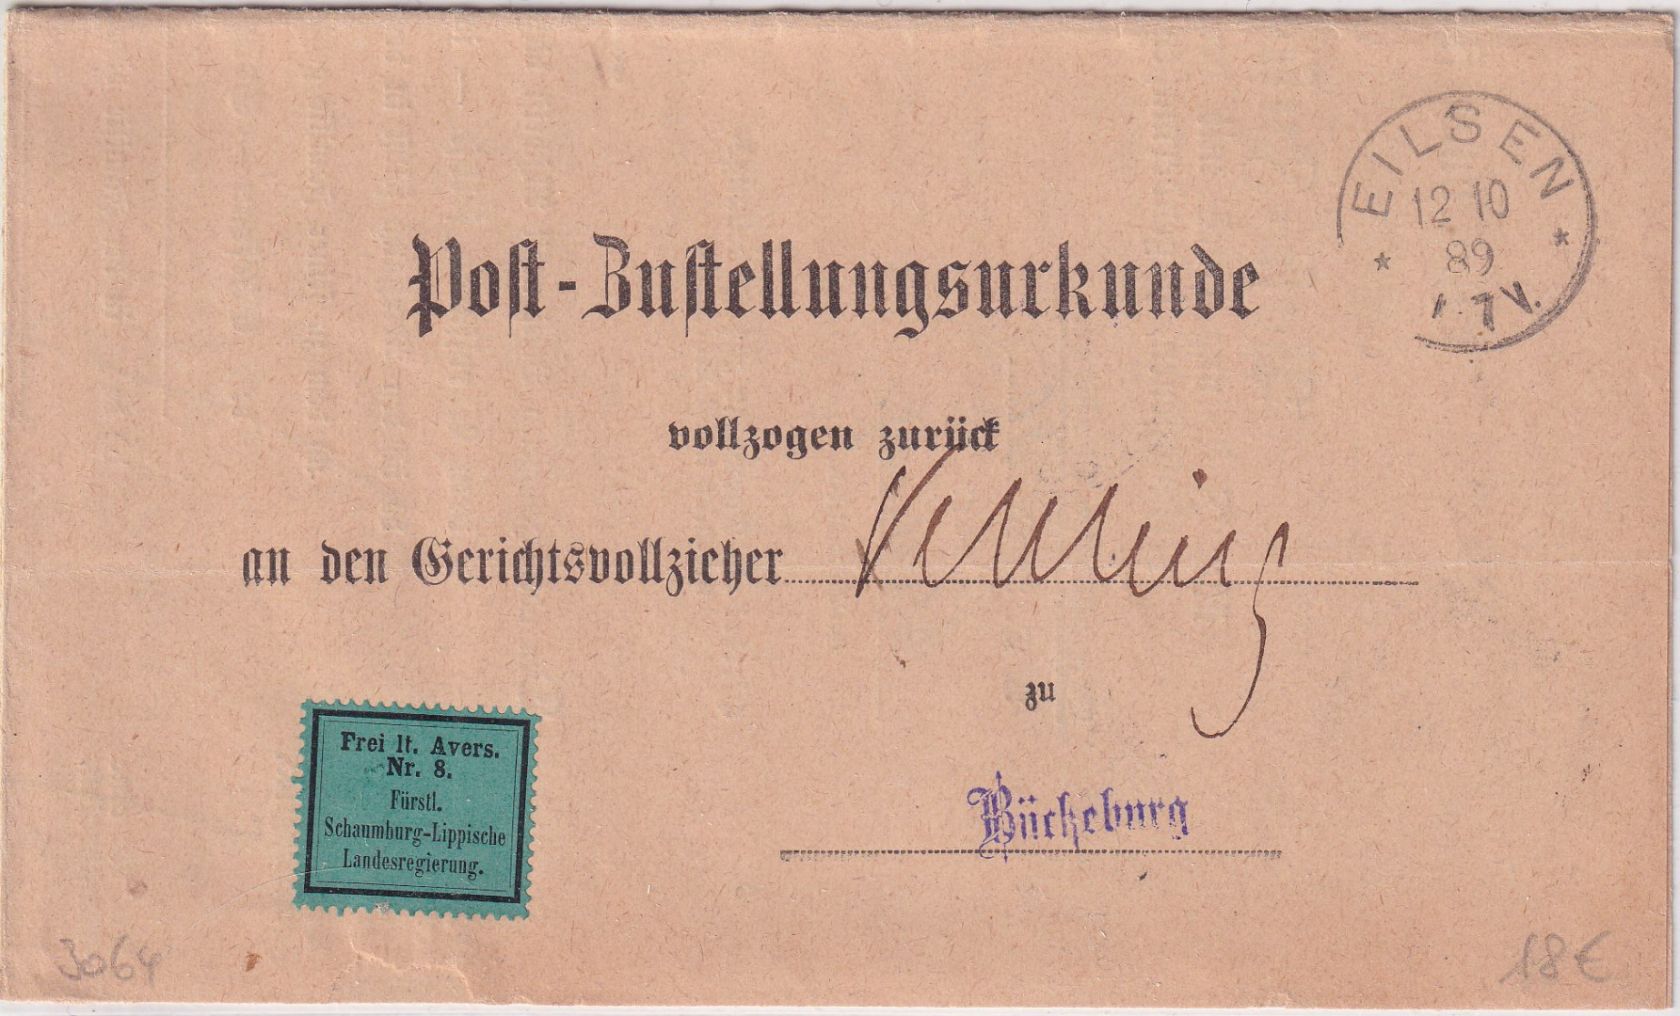 EILSEN
12 10
89
7 V.
Post-Zustellungsurkunde
vollzogen zurück
an den Gerichtsvollzieher
zu
Bückeburg
Frei lt. Avers.
Nr. 8.
Fürstl.
Schaumburg-Lippische
Landesregierung.
3064
18€